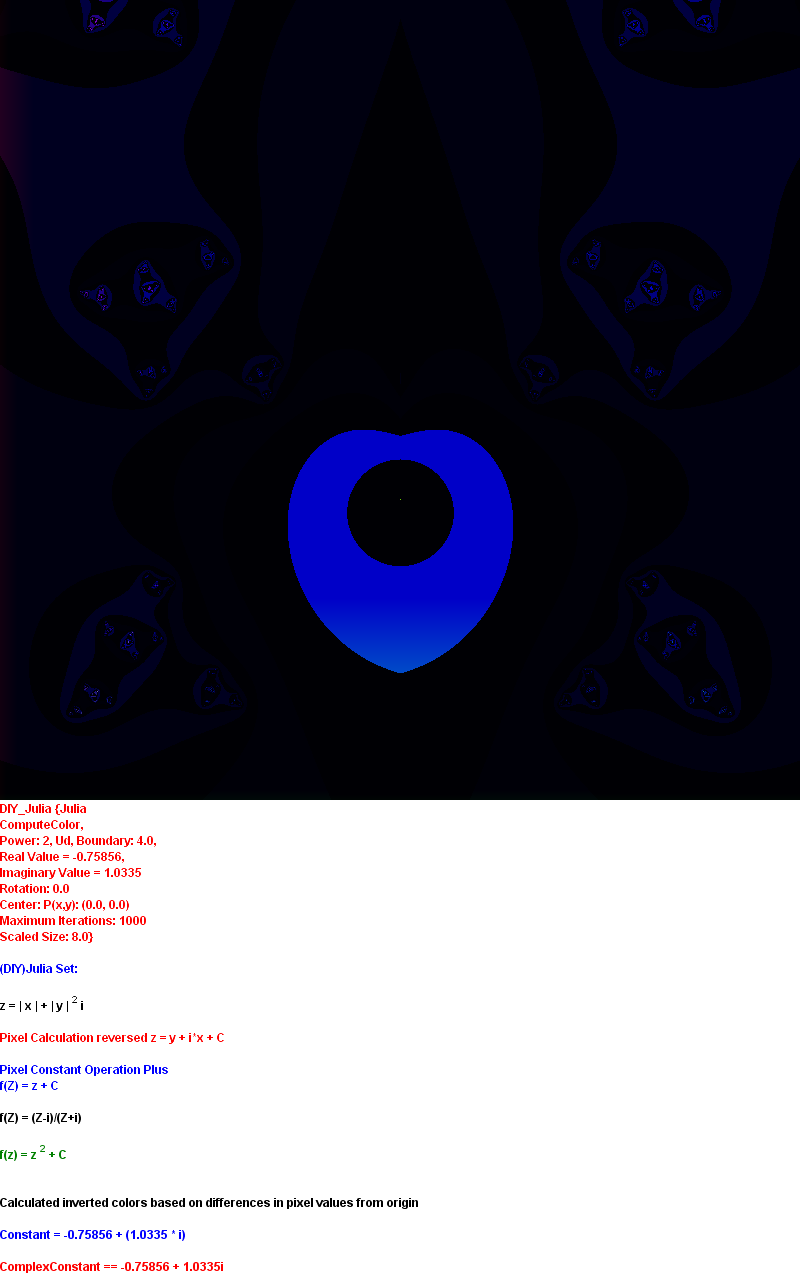 DIY_Julia {Julia
ComputeColor,
Power: 2, Ud, Boundary: 4.0,
Real Value = -0.75856,
Imaginary Value = 1.0335
Rotation: 0.0
Center: P(x,y): (0.0, 0.0)
Maximum Iterations: 1000
Scaled Size: 8.0}
(DIY)Julia Set:
z = | x | + | y | 2 i
Pixel Calculation reversed z = y + i*x + C
Pixel Constant Operation Plus
f(Z) = z + C
f(Z) = (Z-i)/(Z+i)
f(z) = z 2 + C
Calculated inverted colors based on differences in pixel values from origin
Constant = -0.75856 + (1.0335 * i)
ComplexConstant == -0.75856 + 1.0335i